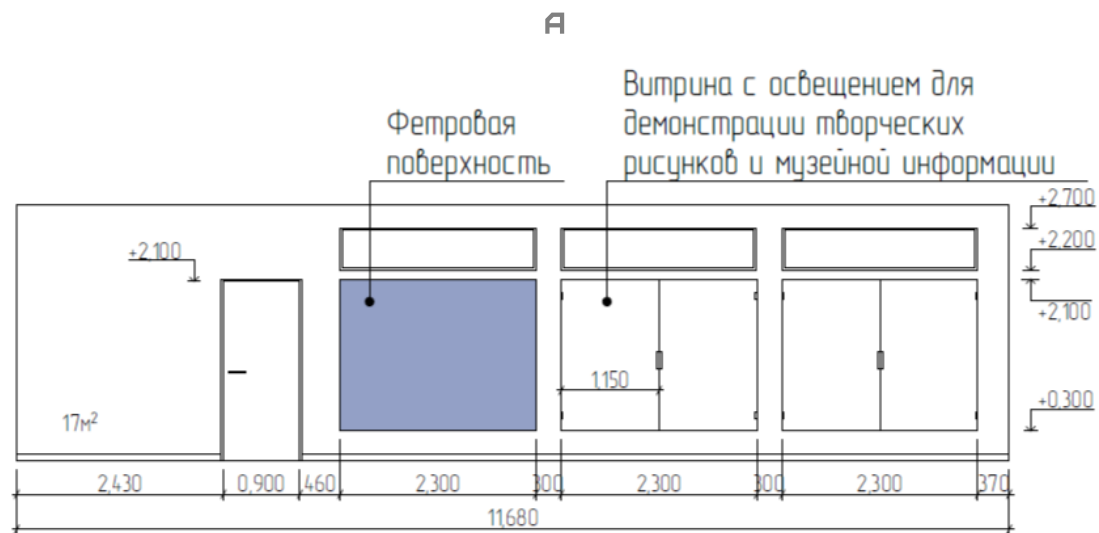 А
Витрина с освещением для
Фетровая
демонстрации творческих
поверхность
рисунков и музейной информации
+2,700
+2,100
+2,200
+2,100
1,150
+0,300
17м²
2,430 0,900 ,460 2,300 300 2,300 300 2,300 370
11,680